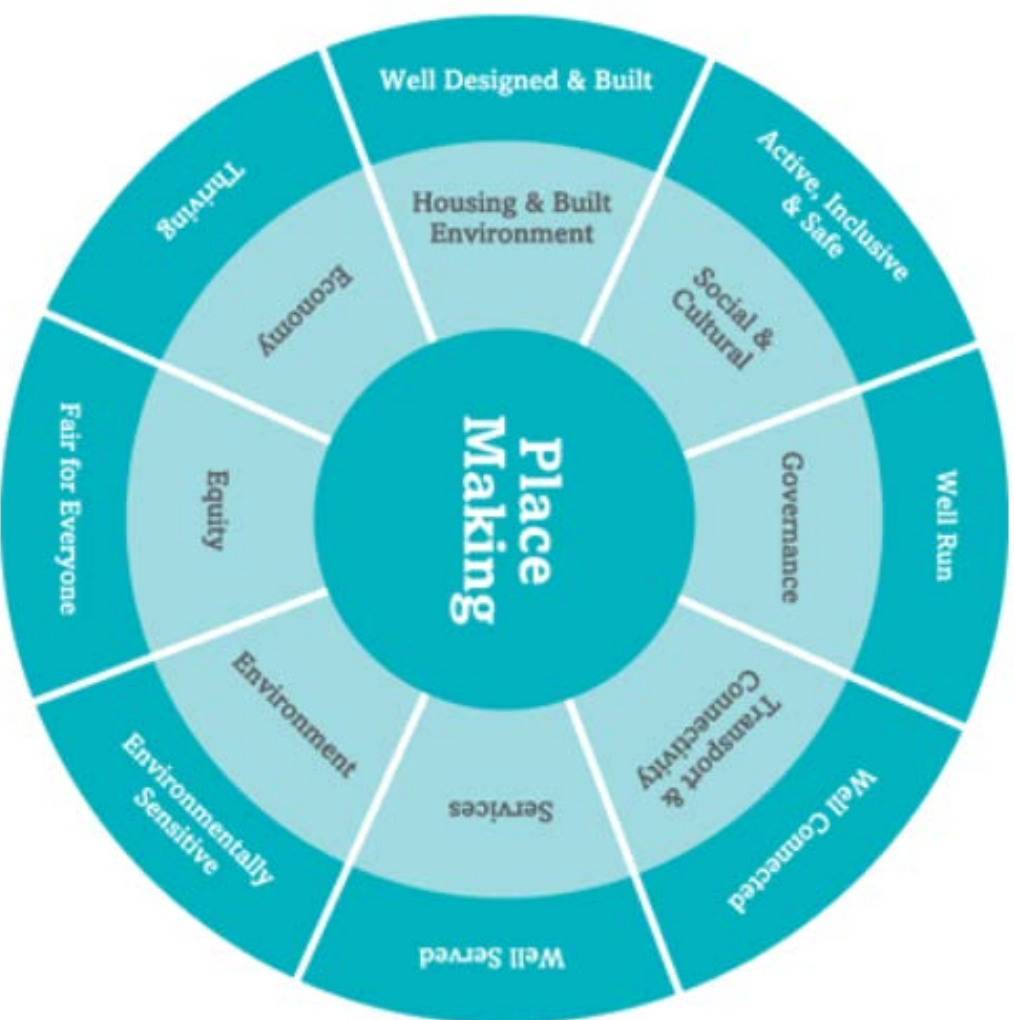 Well Designed & Built
Housing & Built
Environment
Active, Inclusive
& Safe
Social &
Cultural
Well Run
Governance
Well Connected
Transport &
Connectivity
Well Served
Services
Environmentally
Sensitive
Environment
Fair for Everyone
Equity
Thriving
Economy
Place
Making